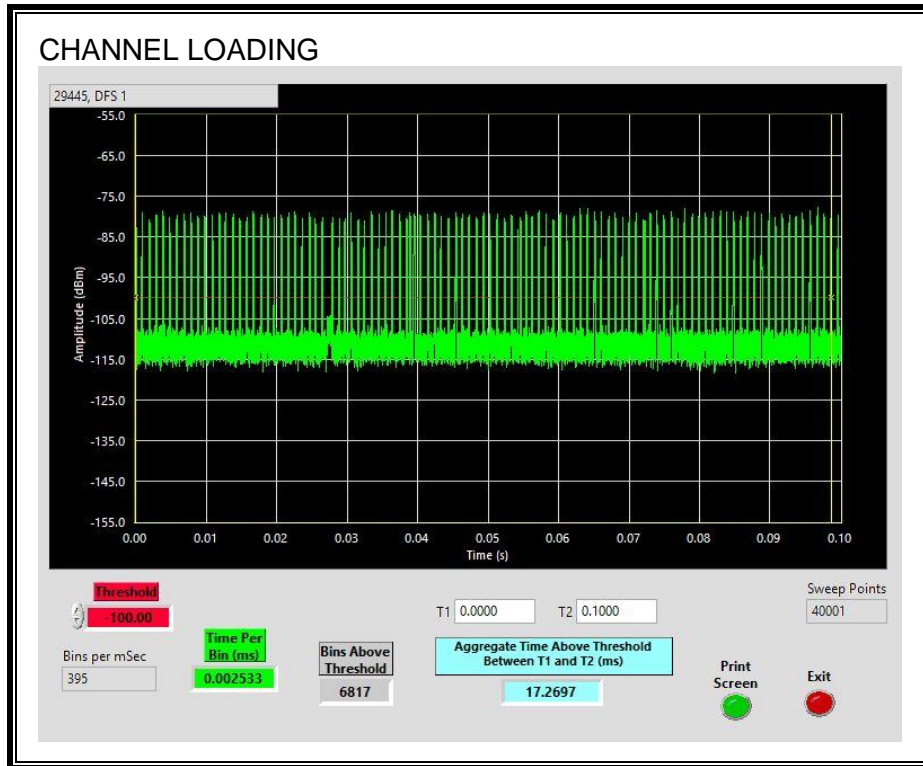 CHANNEL LOADING
29445, DFS 1
-55.0
-65.0
-75.0
-85.0
-95.0
-105.0
-115.0
-125.0
-135.0
-145.0
-155.0
Amplitude (dBm)
0.00 0.01 0.02 0.03 0.04 0.05 0.06 0.07 0.08 0.09 0.10
Time (s)
Threshold
-100.00
Bins per mSec
395
Time Per
Bin (ms)
0.002533
Bins Above
Threshold
6817
T1 0.0000 T2 0.1000
Aggregate Time Above Threshold
Between T1 and T2 (ms)
17.2697
Sweep Points
40001
Print
Screen
Exit